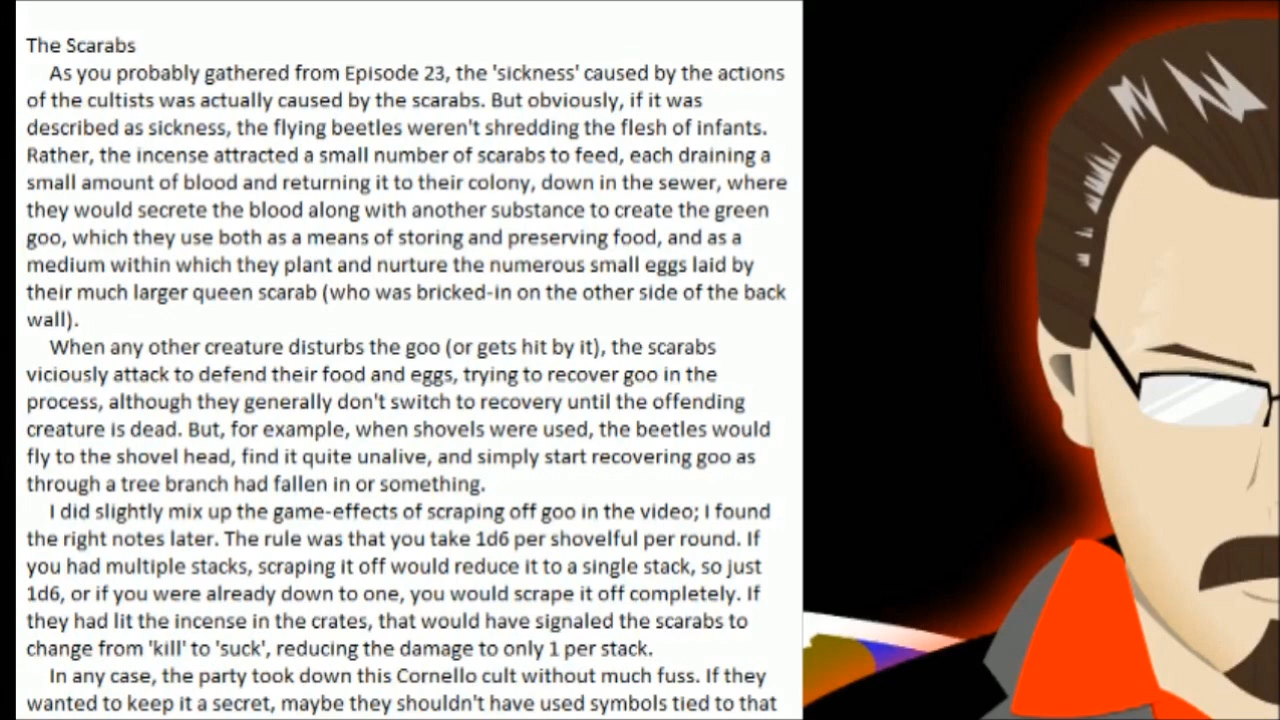 The Scarabs
As you probably gathered from Episode 23, the 'sickness' caused by the actions
of the cultists was actually caused by the scarabs. But obviously, if it was
described as sickness, the flying beetles weren't shredding the flesh of infants.
Rather, the incense attracted a small number of scarabs to feed, each draining a
small amount of blood and returning it to their colony, down in the sewer, where
they would secrete the blood along with another substance to create the green
goo, which they use both as a means of storing and preserving food, and as a
medium within which they plant and nurture the numerous small eggs laid by
their much larger queen scarab (who was bricked-in on the other side of the back
wall).
When any other creature disturbs the goo (or gets hit by it), the scarabs
viciously attack to defend their food and eggs, trying to recover goo in the
process, although they generally don't switch to recovery until the offending
creature is dead. But, for example, when shovels were used, the beetles would
fly to the shovel head, find it quite unalive, and simply start recovering goo as
through a tree branch had fallen in or something.
I did slightly mix up the game-effects of scraping off goo in the video; I found
the right notes later. The rule was that you take 1d6 per shovelful per round. If
you had multiple stacks, scraping it off would reduce it to a single stack, so just
1d6, or if you were already down to one, you would scrape it off completely. If
they had lit the incense in the crates, that would have signaled the scarabs to
change from 'kill' to 'suck', reducing the damage to only 1 per stack.
In any case, the party took down this Cornello cult without much fuss. If they
wanted to keep it a secret, maybe they shouldn't have used symbols tied to that